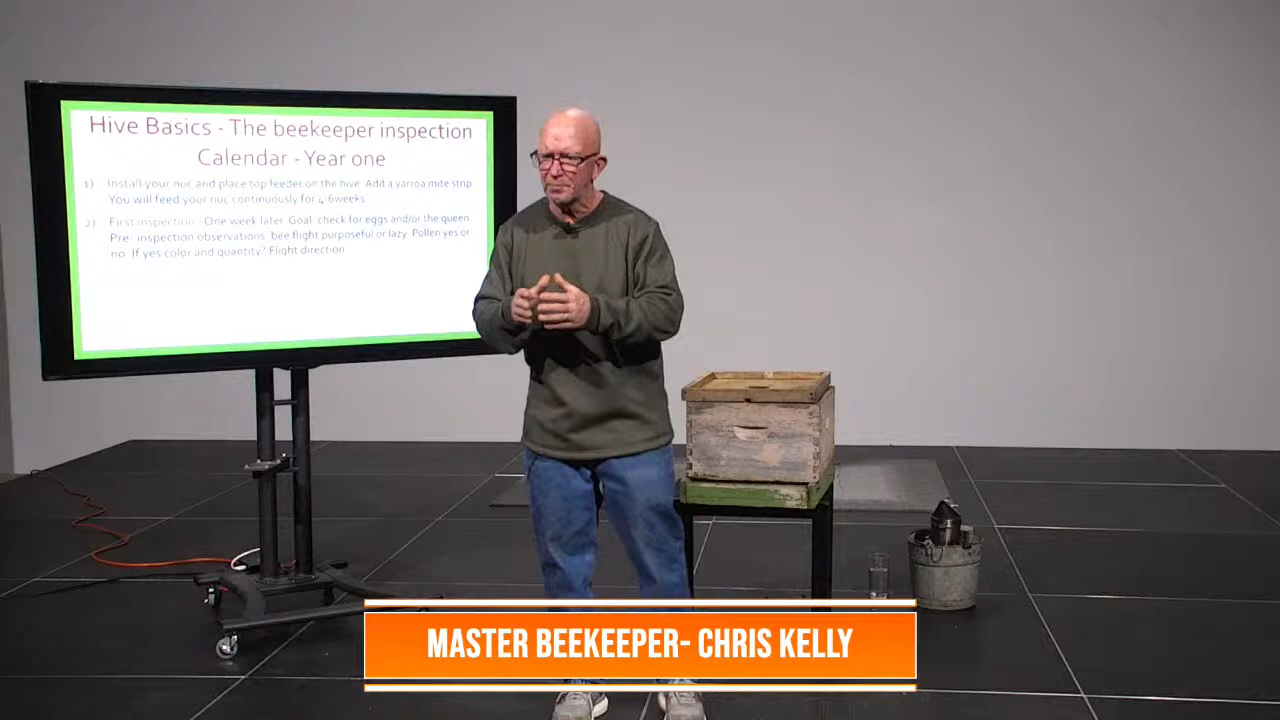 Hive Basics - The beekeeper inspection
Calendar - Year one
1) Install your nuc and place top feeder on the hive. Add a varroa mite strip.
You will feed your nuc continuously for 4-6weeks.
2) First inspection - One week later. Goal: check for eggs and/or the queen.
Pre- inspection observations: bee flight purposeful or lazy. Pollen yes or
no. If yes color and quantity? Flight direction
MASTER BEEKEEPER- CHRIS KELLY